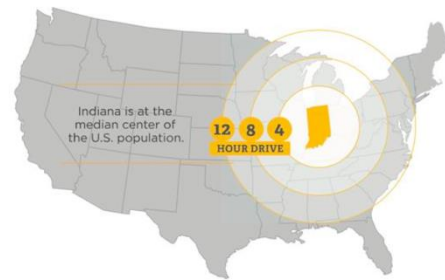 Indiana is at the
median center of
the U.S. population.
12 8 4
HOUR DRIVE